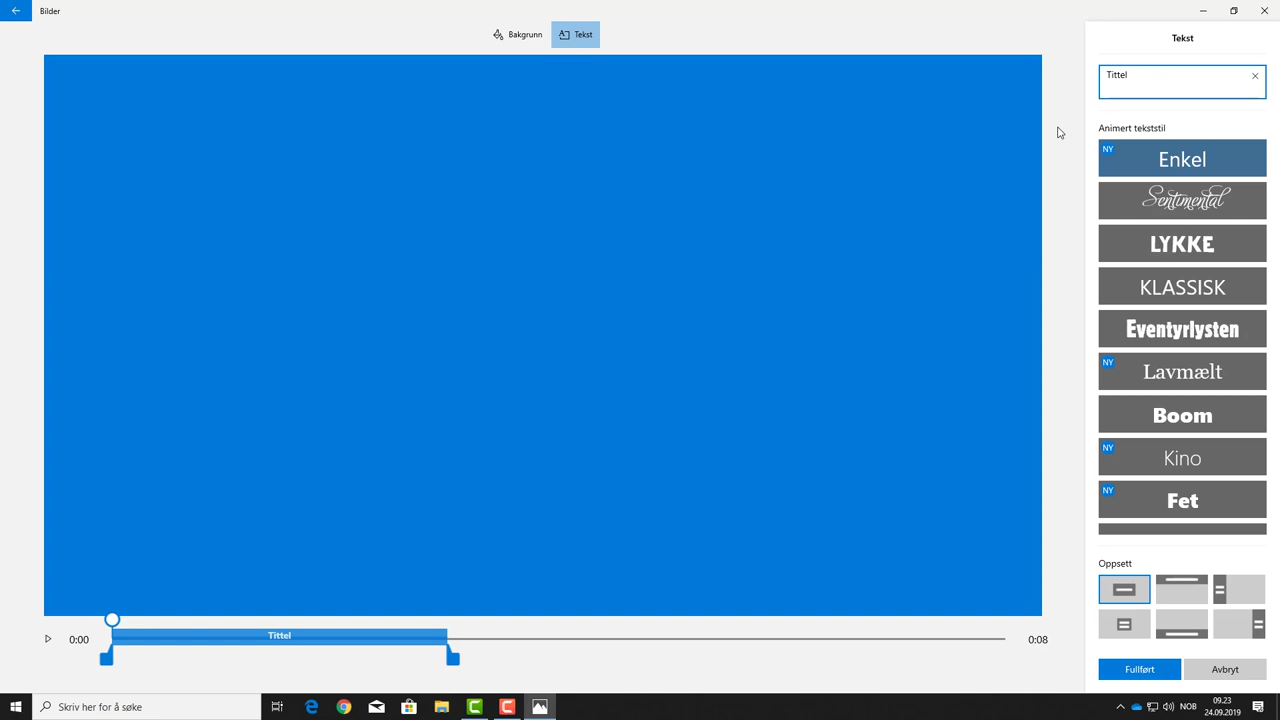 Bilder
Bakgrunn
Tekst
Tekst
Tittel
Animert tekststil
NY
Enkel
Sentimental
LYKKE
KLASSISK
Eventyrlysten
NY
Lavmælt
Boom
NY
Kino
NY
Fet
Oppsett
Tittel
0:00
0:08
Fullført
Avbryt
Skriv her for å søke
NOB
09.23
24.09.2019